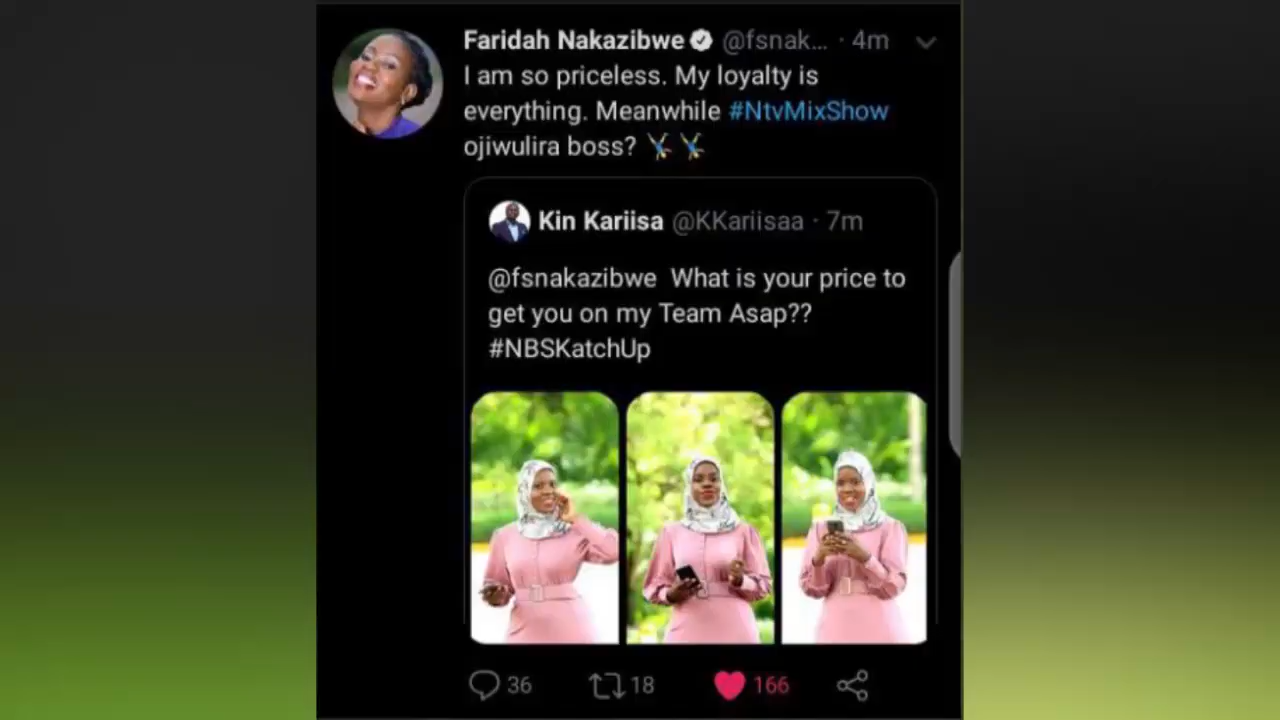 Faridah Nakazibwe @fsnak... · 4m
I am so priceless. My loyalty is
everything. Meanwhile #NtvMixShow
ojiwulira boss?
Kin Kariisa @KKariisaa · 7m
@fsnakazibwe What is your price to
get you on my Team Asap??
#NBSKatchUp
36 18 166